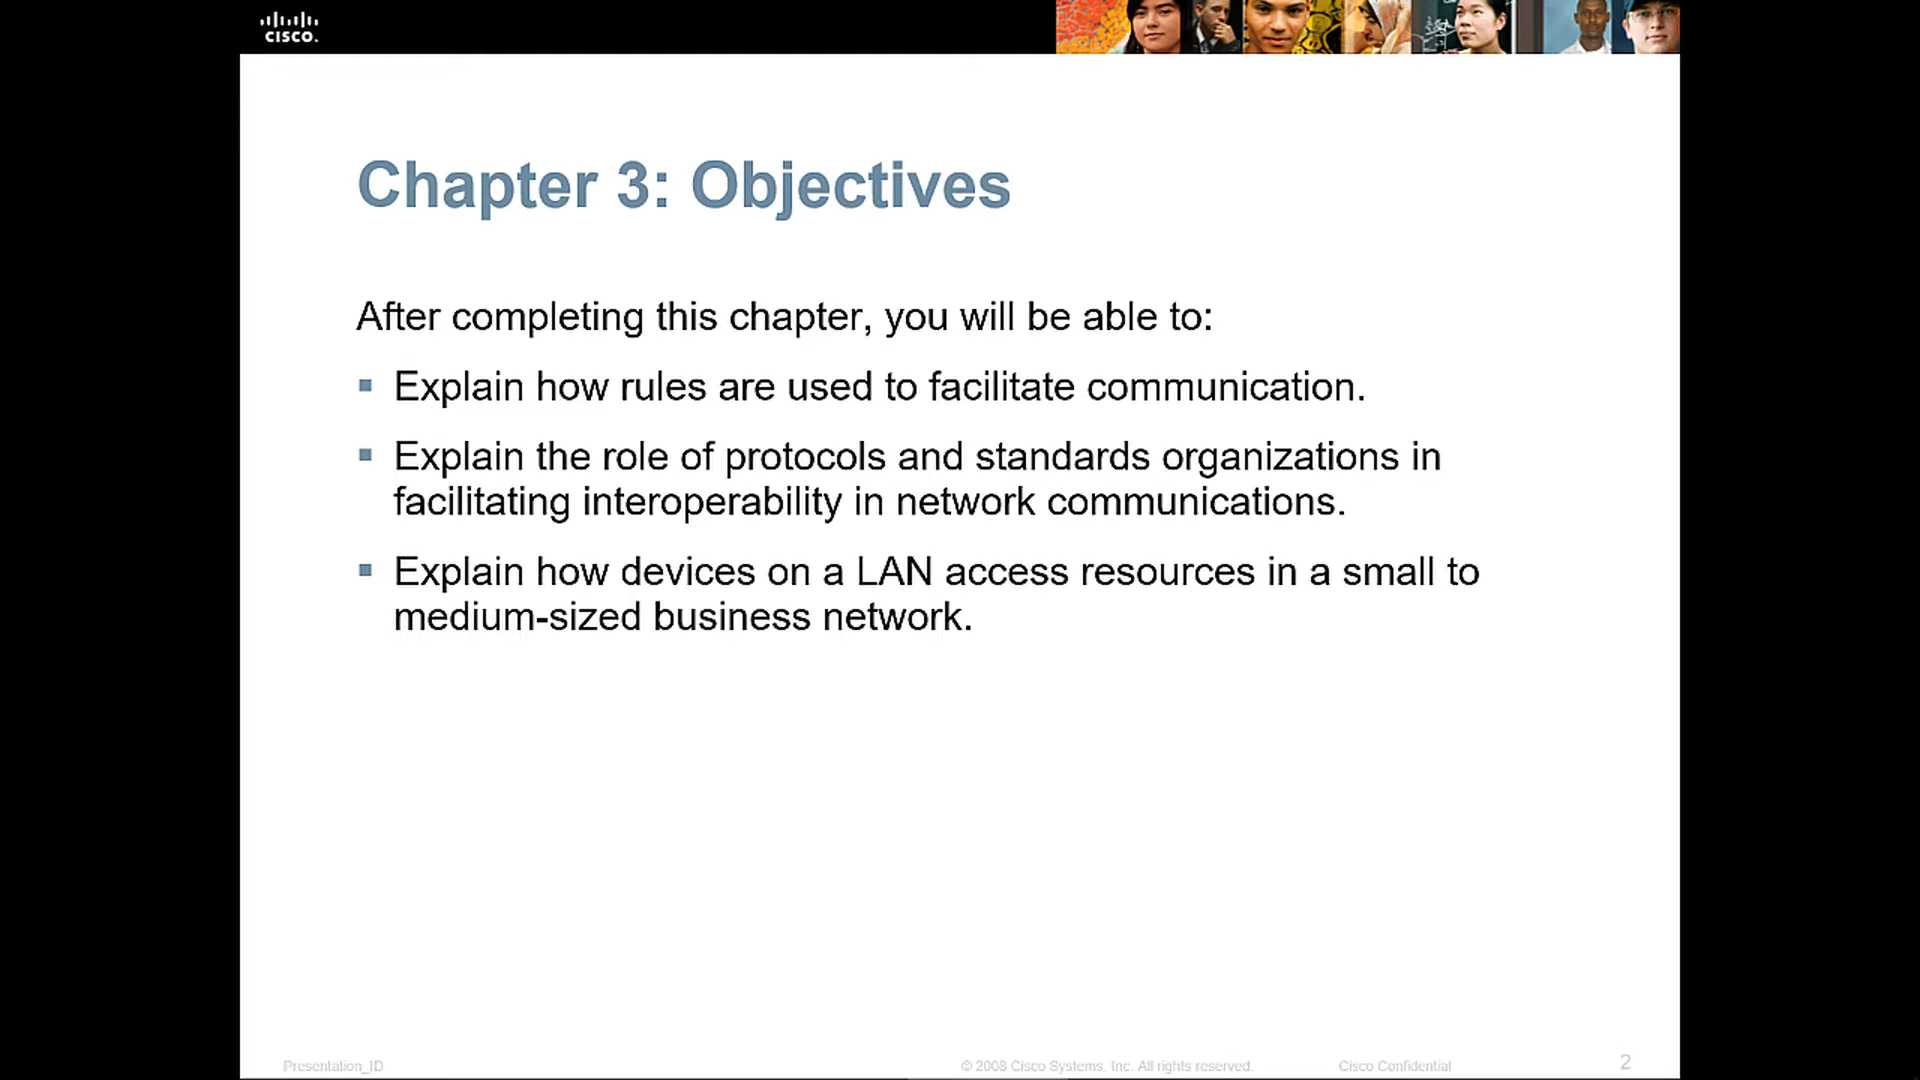 CISCO.
Chapter 3: Objectives
After completing this chapter, you will be able to:
▪ Explain how rules are used to facilitate communication.
▪ Explain the role of protocols and standards organizations in
facilitating interoperability in network communications.
▪ Explain how devices on a LAN access resources in a small to
medium-sized business network.
Presentation_ID © 2008 Cisco Systems, Inc. All rights reserved. Cisco Confidential 2